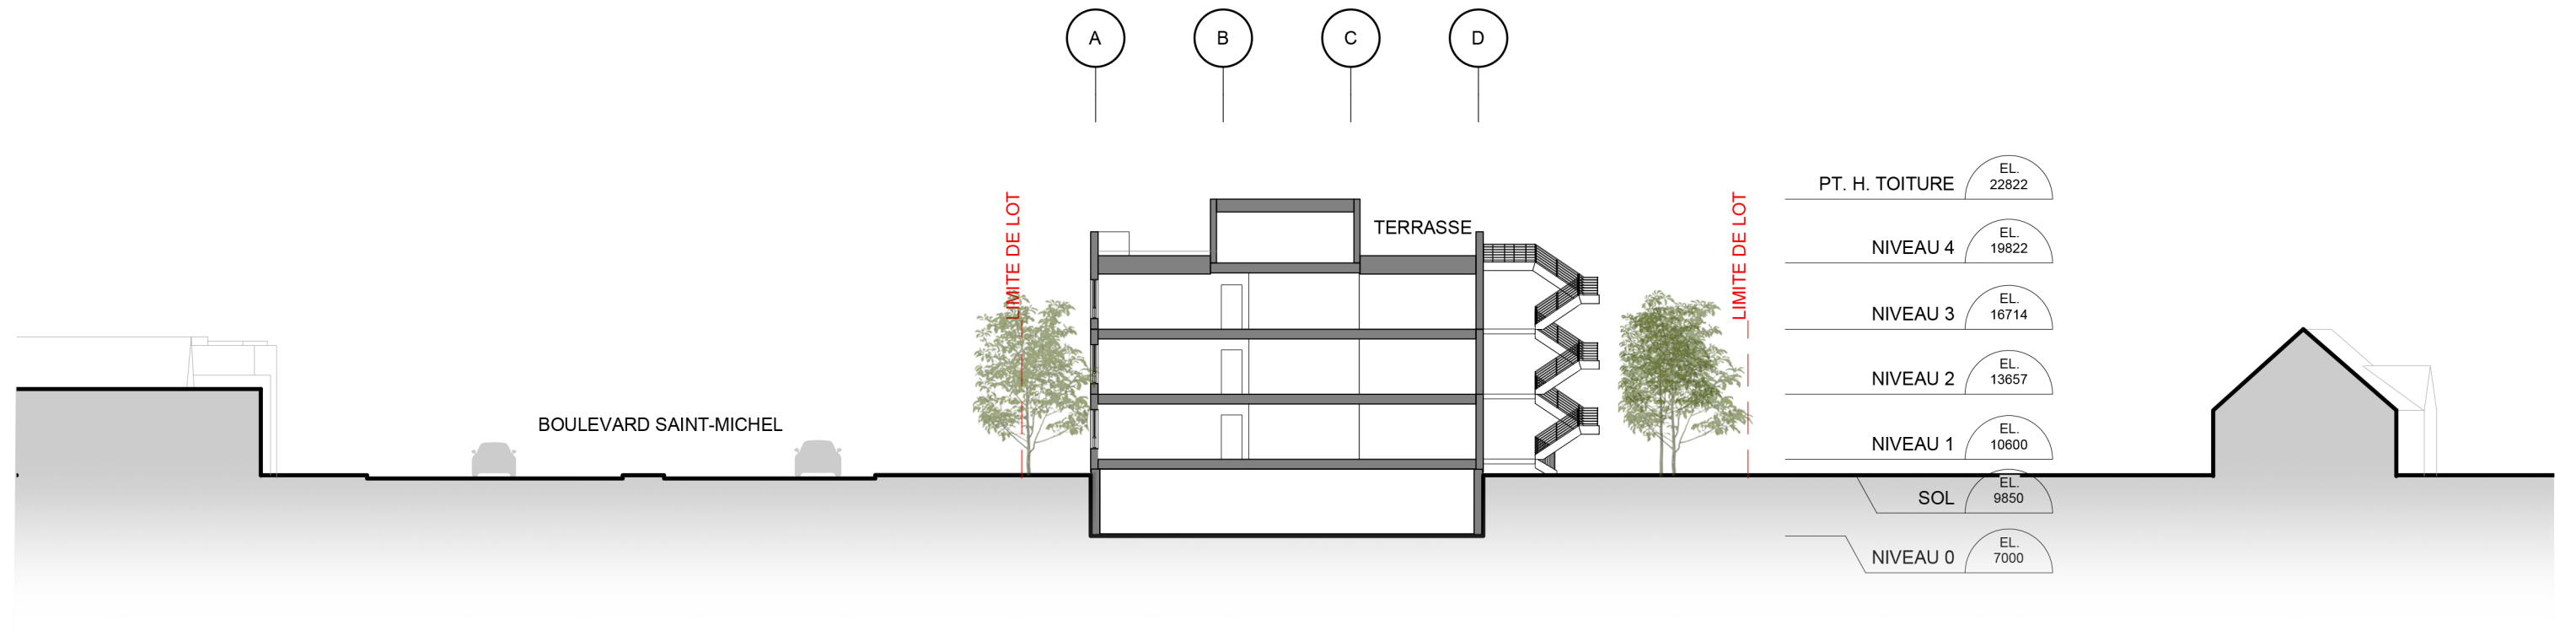 A
B
C
D
LIMITE DE LOT
TERRASSE
LIMITE DE LOT
PT. H. TOITURE
EL.
22822
NIVEAU 4
EL.
19822
NIVEAU 3
EL.
16714
NIVEAU 2
EL.
13657
BOULEVARD SAINT-MICHEL
NIVEAU 1
EL.
10600
SOL
EL.
9850
NIVEAU 0
EL.
7000